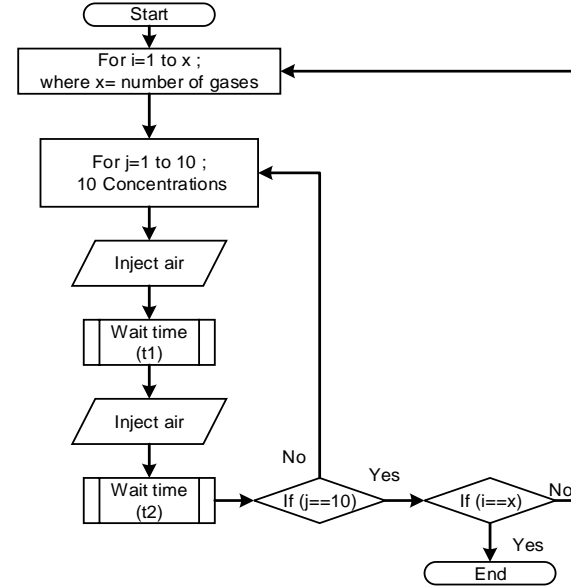 Start
For i=1 to x ;
where x= number of gases
For j=1 to 10 ;
10 Concentrations
Inject air
Wait time
(t1)
Inject air
Wait time
(t2)
No
If (j==10)
Yes
If (i==x)
No
Yes
End